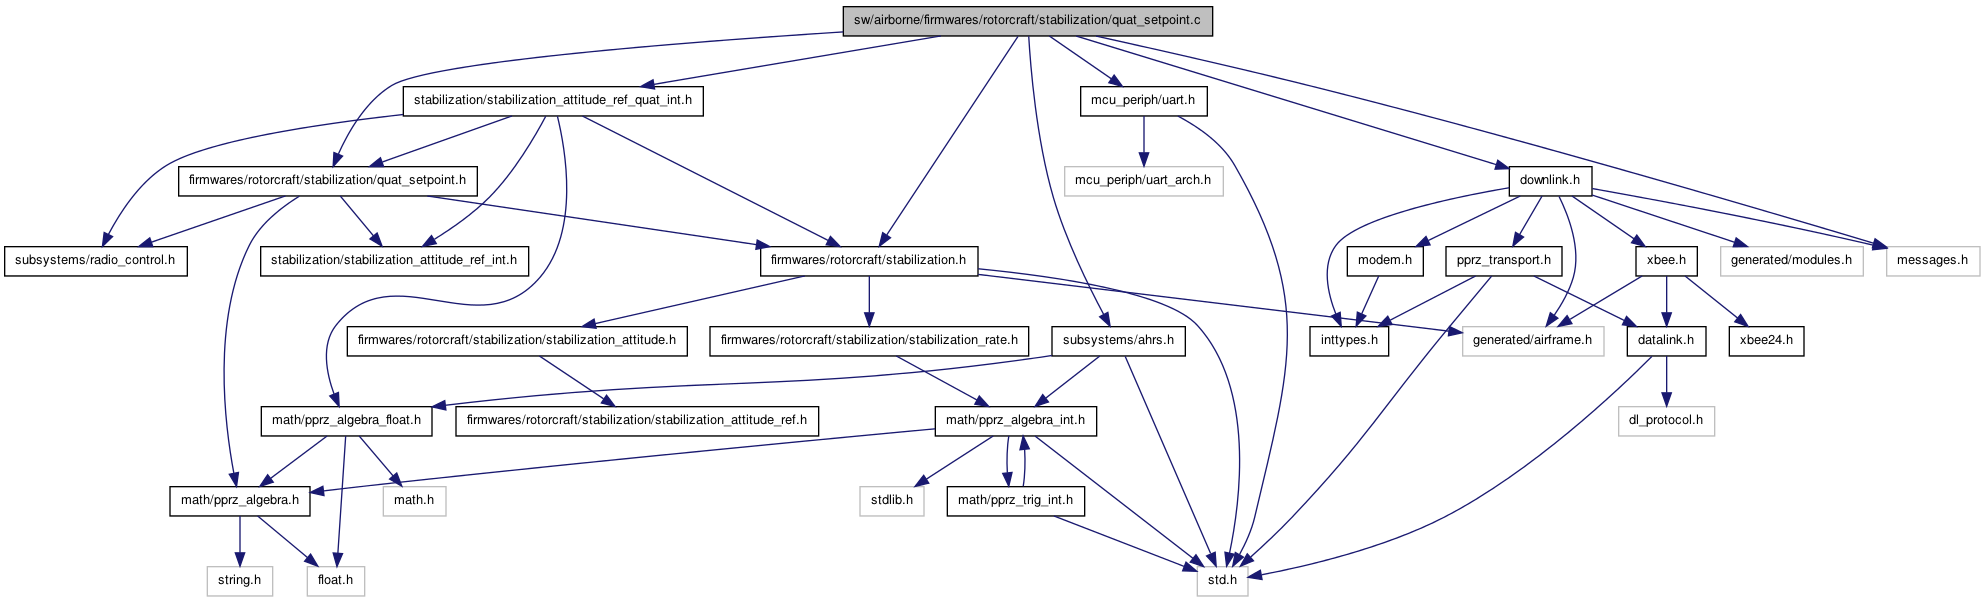 sw/airborne/firmwares/rotorcraft/stabilization/quat_setpoint.c
stabilization/stabilization_attitude_ref_quat_int.h
mcu_periph/uart.h
firmwares/rotorcraft/stabilization/quat_setpoint.h
mcu_periph/uart_arch.h
downlink.h
subsystems/radio_control.h
stabilization/stabilization_attitude_ref_int.h
firmwares/rotorcraft/stabilization.h
modem.h
pprz_transport.h
xbee.h
generated/modules.h
messages.h
firmwares/rotorcraft/stabilization/stabilization_attitude.h
firmwares/rotorcraft/stabilization/stabilization_rate.h
subsystems/ahrs.h
inttypes.h
generated/airframe.h
datalink.h
xbee24.h
math/pprz_algebra_float.h
firmwares/rotorcraft/stabilization/stabilization_attitude_ref.h
math/pprz_algebra_int.h
dl_protocol.h
math/pprz_algebra.h
math.h
stdlib.h
math/pprz_trig_int.h
string.h
float.h
std.h